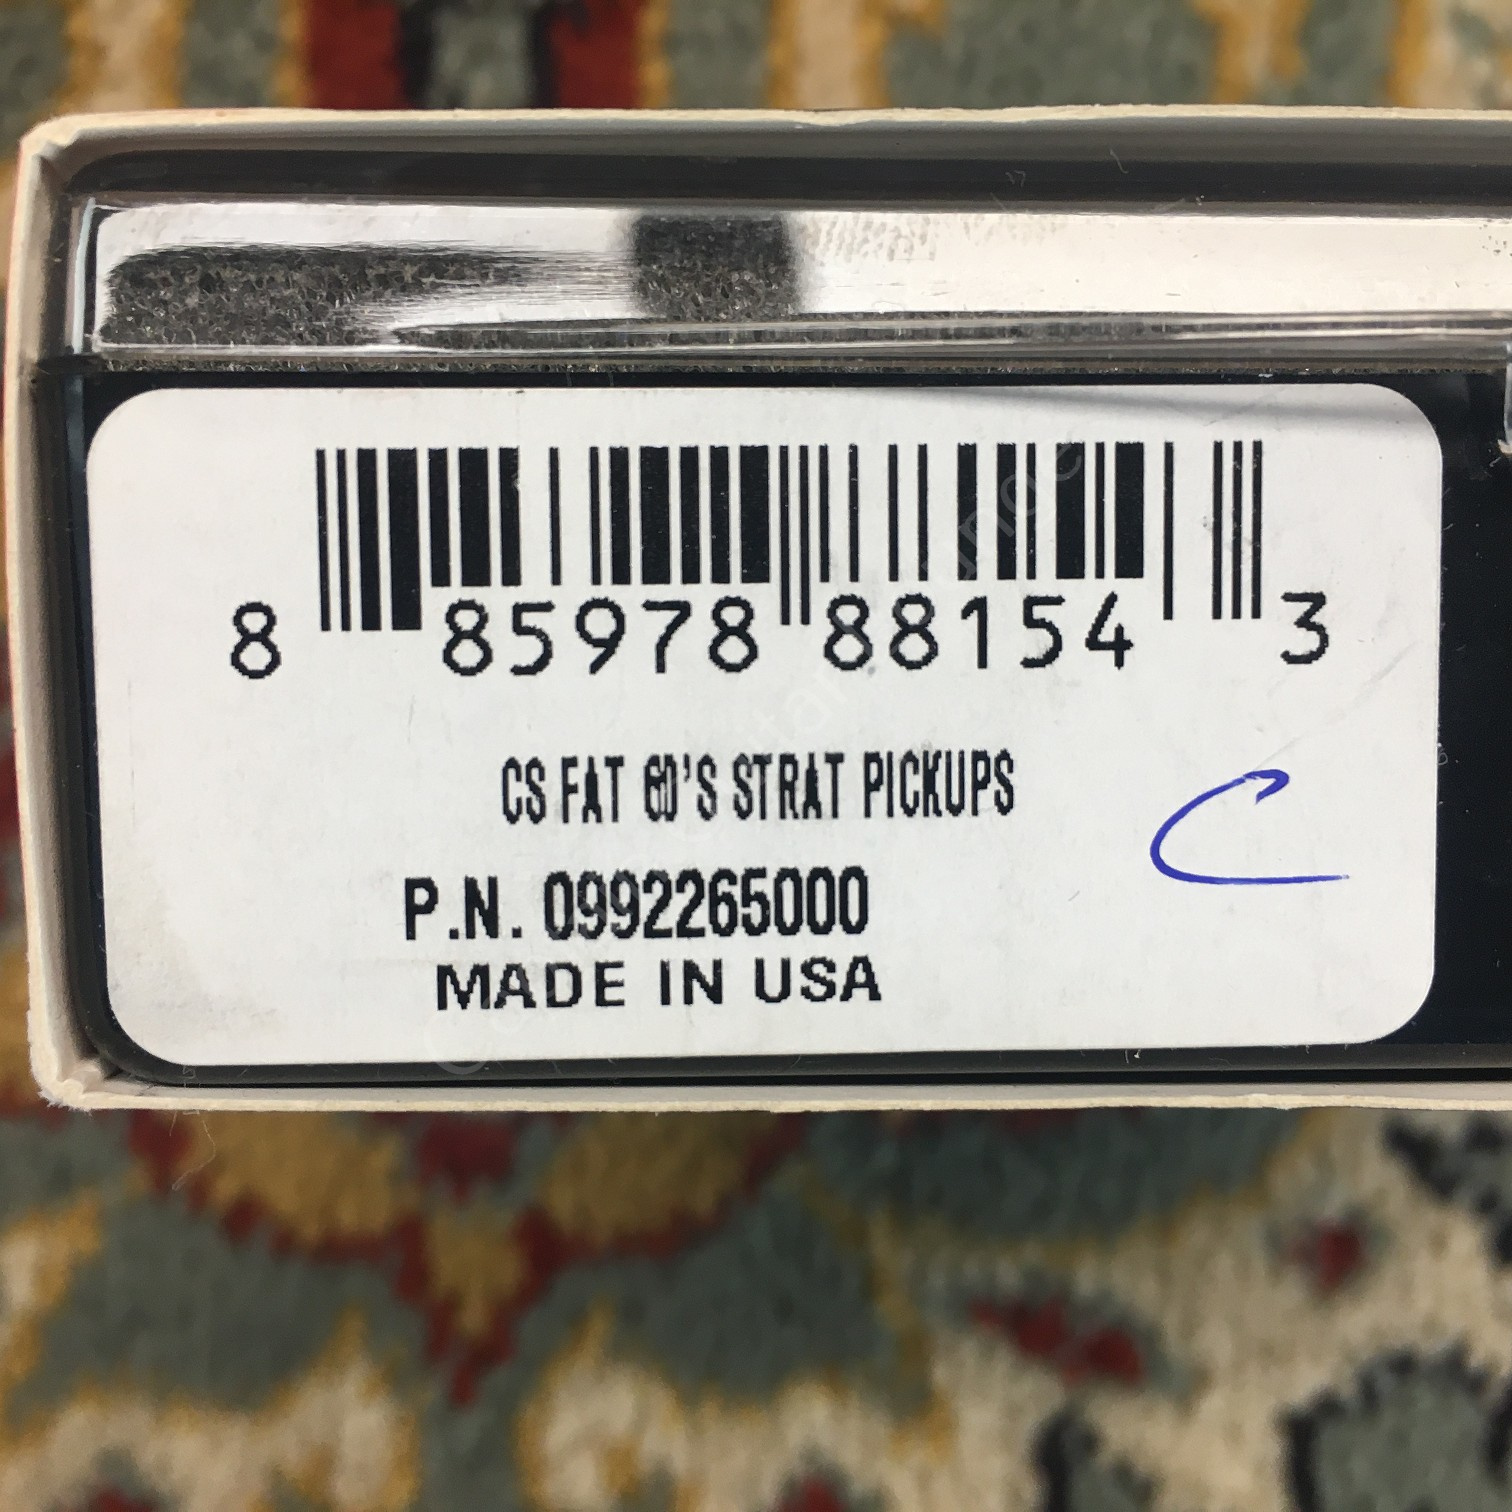 8 85978 88154 3
CS FAT 60'S STRAT PICKUPS
C
P.N. 0992265000
MADE IN USA